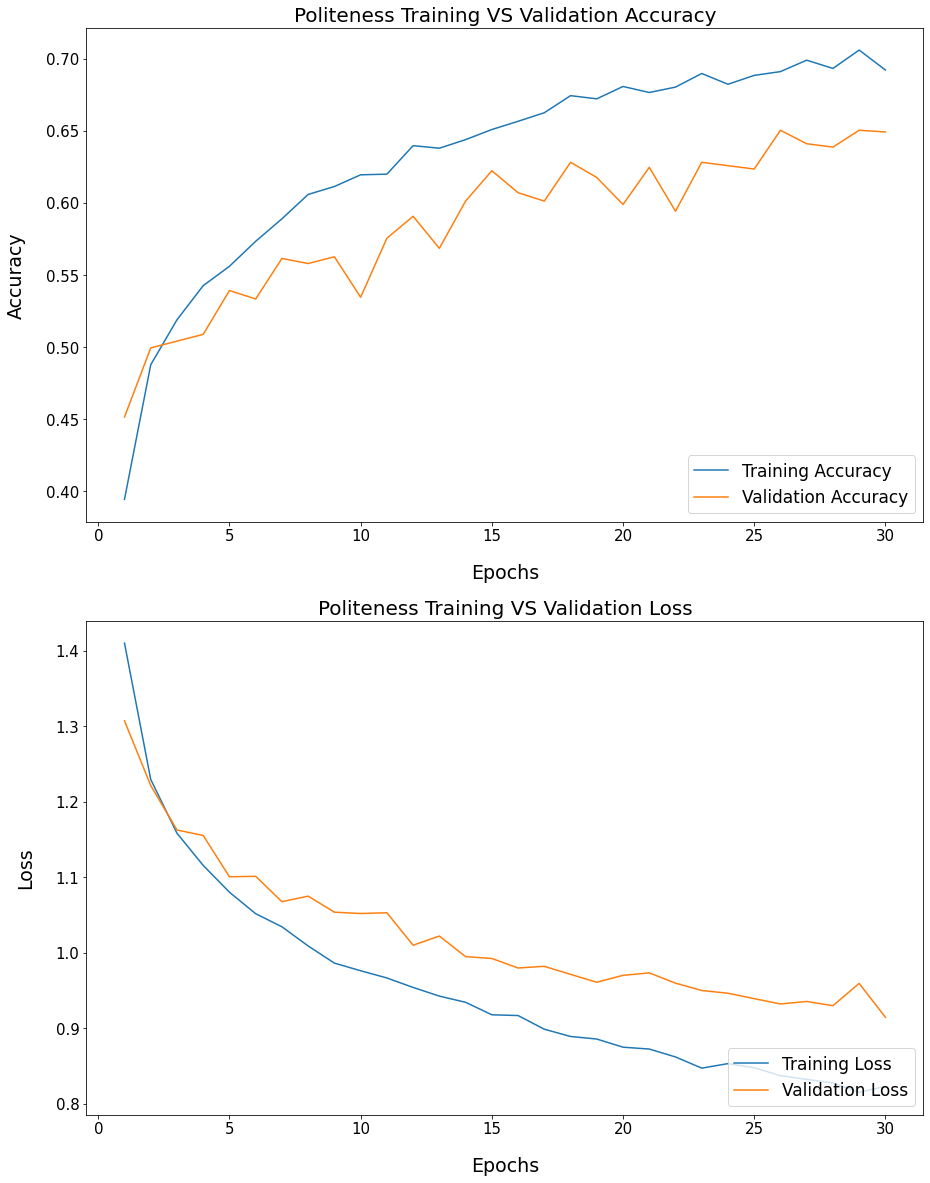 Politeness Training VS Validation Accuracy
0.70
0.65
0.60
0.55
0.50
0.45
0.40
Accuracy
Training Accuracy
Validation Accuracy
0 5 10 15 20 25 30
Epochs
Politeness Training VS Validation Loss
1.4
1.3
1.2
1.1
1.0
0.9
0.8
Loss
Training Loss
Validation Loss
0 5 10 15 20 25 30
Epochs